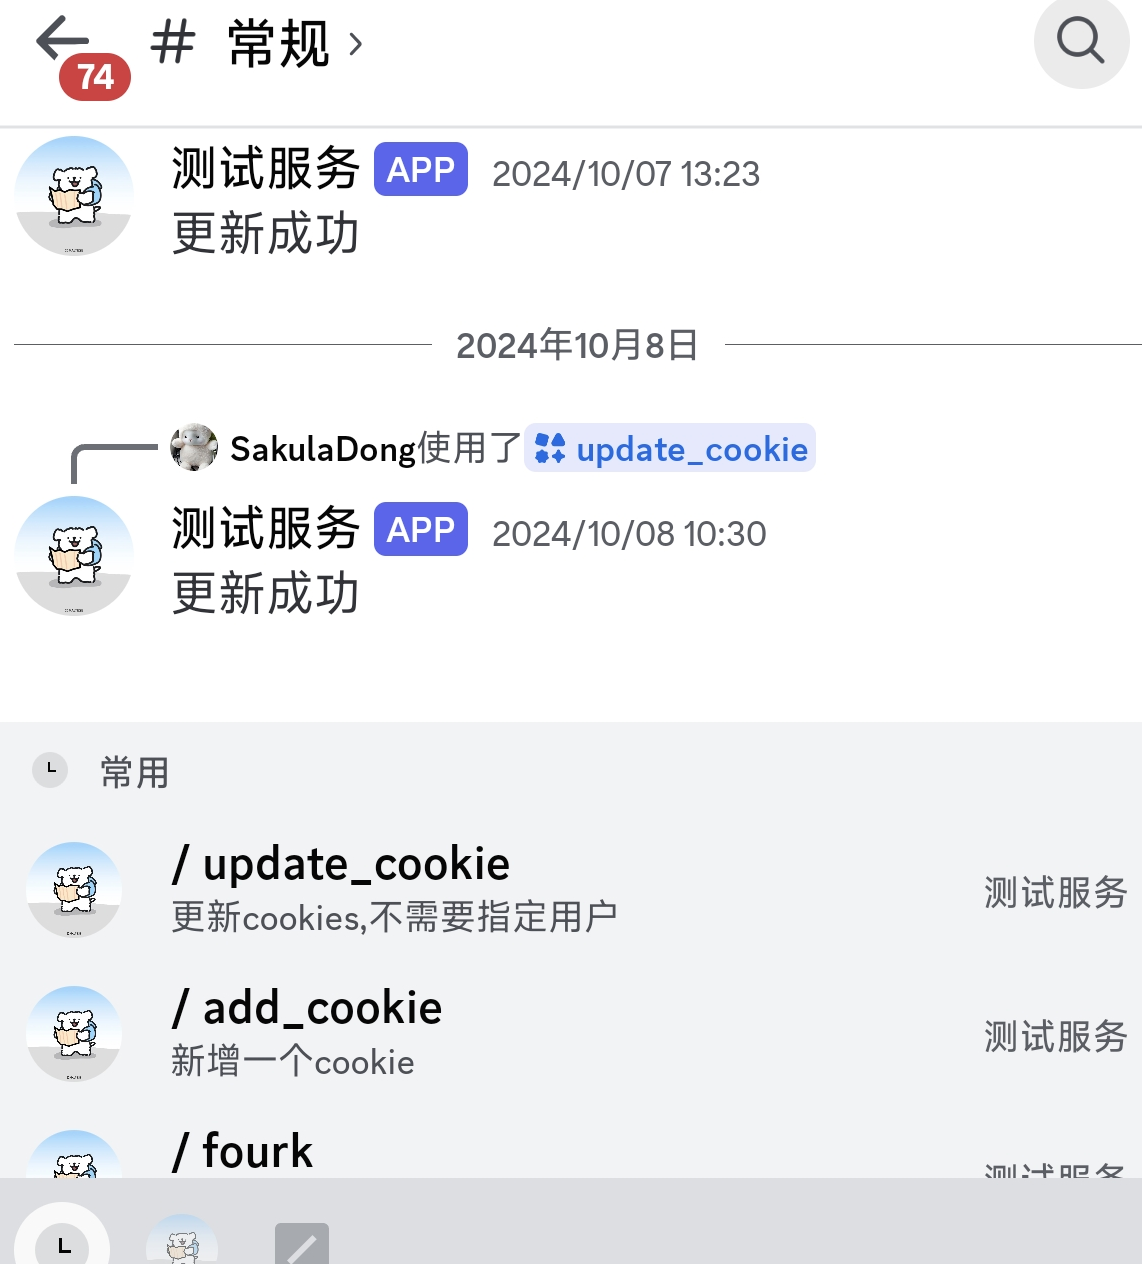 # 常规 >
74
测试服务 APP 2024/10/07 13:23
更新成功
2024年10月8日
SakulaDong使用了 update_cookie
测试服务 APP 2024/10/08 10:30
更新成功
常用
/ update_cookie
更新cookies,不需要指定用户
测试服务
/ add_cookie
新增一个cookie
测试服务
/ fourk
测试服务